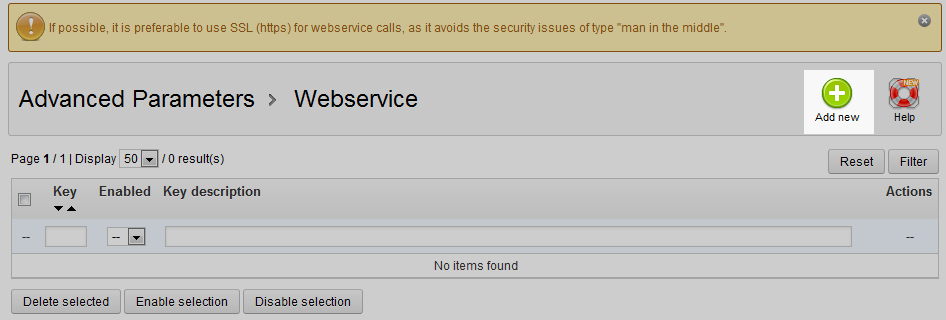 If possible, it is preferable to use SSL (https) for webservice calls, as it avoids the security issues of type "man in the middle".
Advanced Parameters > Webservice
Add new
NEW
Help
Page 1 / 1 | Display 50 / 0 result(s)
Reset
Filter
Key Enabled Key description Actions
-- -- --
No items found
Delete selected
Enable selection
Disable selection